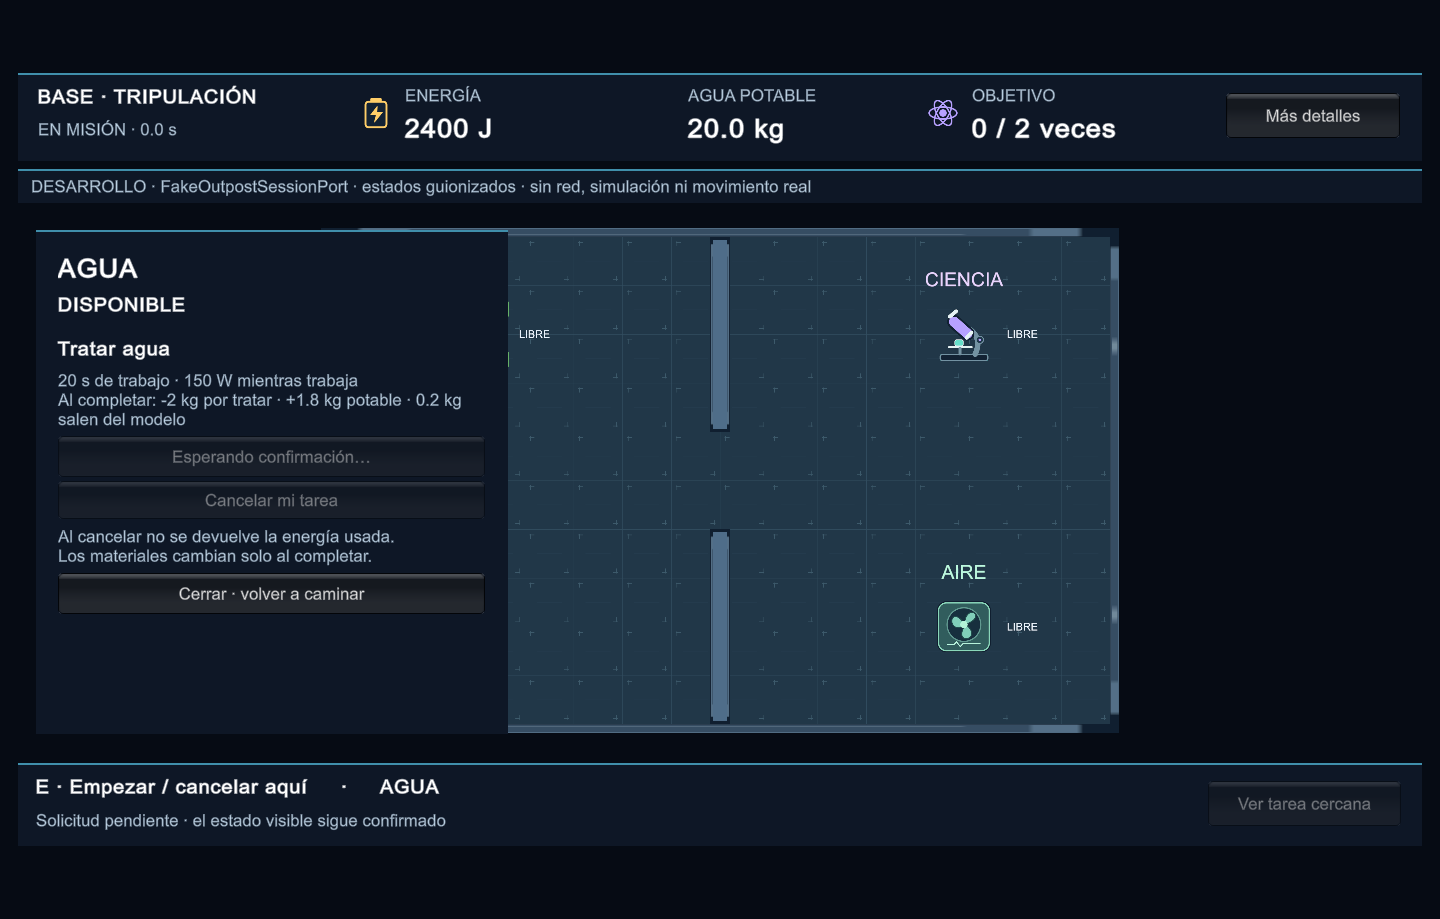 BASE · TRIPULACIÓN
EN MISIÓN · 0.0 s
ENERGÍA
2400 J
AGUA POTABLE
20.0 kg
OBJETIVO
0 / 2 veces
Más detalles
DESARROLLO · FakeOutpostSessionPort · estados guionizados · sin red, simulación ni movimiento real
AGUA
DISPONIBLE
Tratar agua
20 s de trabajo · 150 W mientras trabaja
Al completar: -2 kg por tratar · +1.8 kg potable · 0.2 kg
salen del modelo
Esperando confirmación…
Cancelar mi tarea
Al cancelar no se devuelve la energía usada.
Los materiales cambian solo al completar.
Cerrar · volver a caminar
LIBRE
CIENCIA
LIBRE
AIRE
LIBRE
E · Empezar / cancelar aquí · AGUA
Solicitud pendiente · el estado visible sigue confirmado
Ver tarea cercana